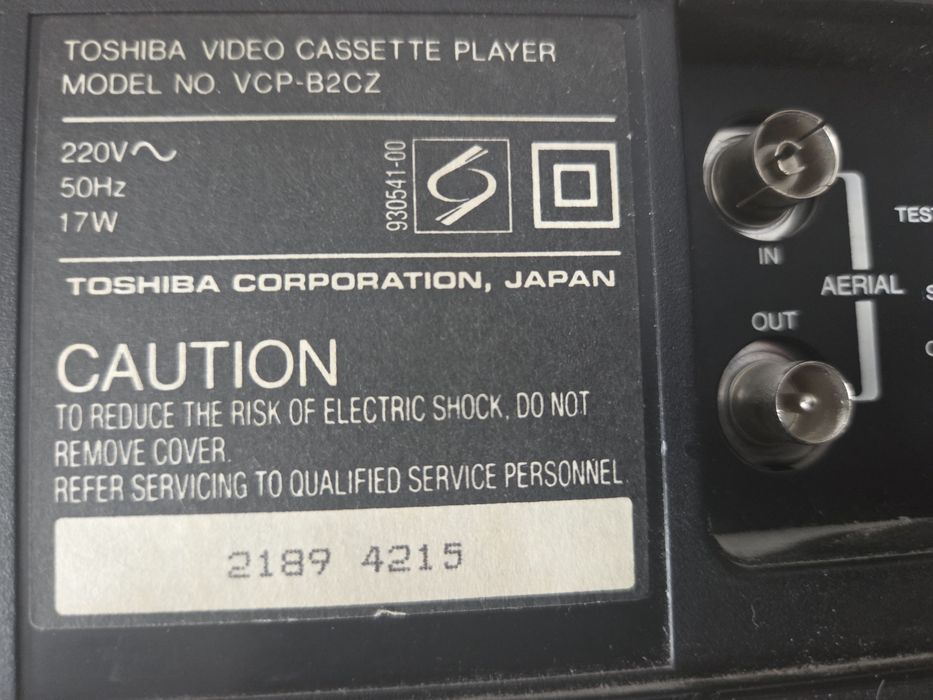 TOSHIBA VIDEO CASSETTE PLAYER
MODEL NO. VCP-B2CZ
220V~
50Hz
17W
930541-00
TOSHIBA CORPORATION, JAPAN
CAUTION
TO REDUCE THE RISK OF ELECTRIC SHOCK, DO NOT
REMOVE COVER.
REFER SERVICING TO QUALIFIED SERVICE PERSONNEL
2189 4215
IN
AERIAL
OUT
TEST